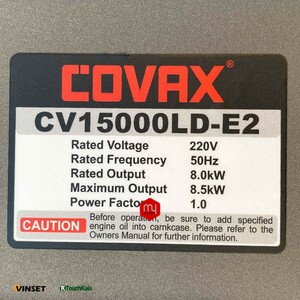 COVAX®
CV15000LD-E2
Rated Voltage 220V
Rated Frequency 50Hz
Rated Output 8.0kW
Maximum Output 8.5kW
Power Factor 1.0
CAUTION
Before operation, be sure to add specified
engine oil into carnkcase. Please refer to the
Owners Manual for further information.
my
VINSET TouchKala